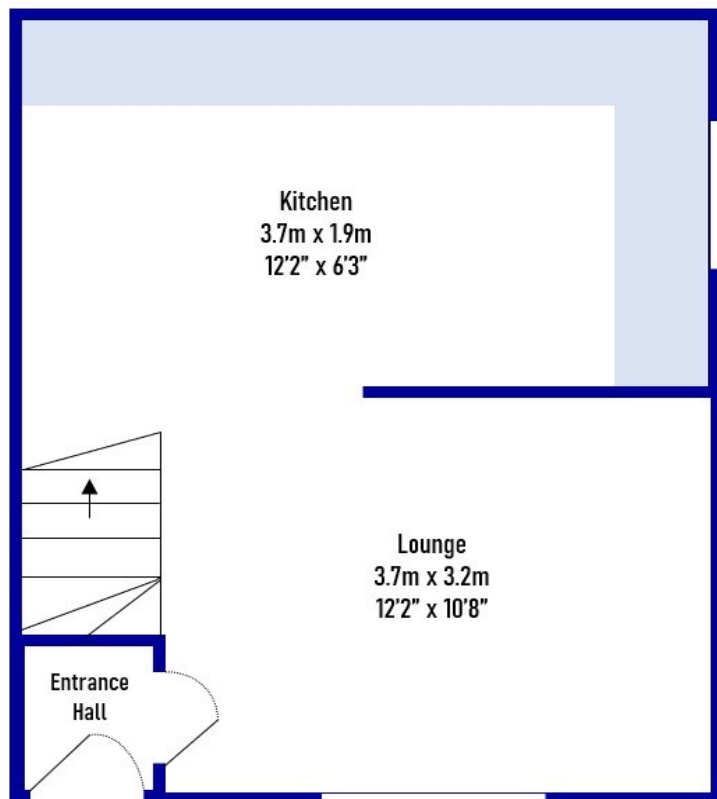 Kitchen
3.7m x 1.9m
12’2” x 6’3”
Lounge
3.7m x 3.2m
12’2” x 10’8”
Entrance
Hall